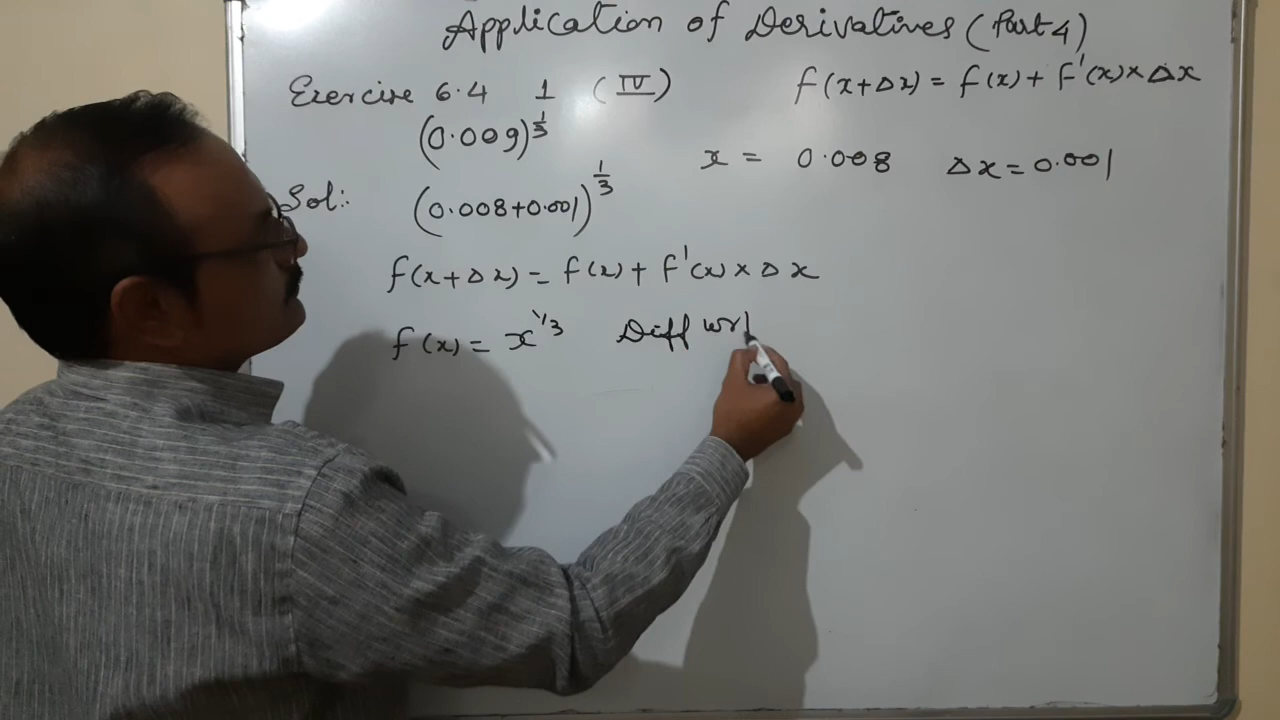 Application of Derivatives (Part 4)
Exercise 6.4 1 (IV)
f(x+Δx) = f(x) + f'(x) × Δx
(0.009)^1/3
x = 0.008 Δx = 0.001
Sol:
(0.008+0.001)^1/3
f(x+Δx) = f(x) + f'(x) × Δx
f(x) = x^1/3 Diff wr